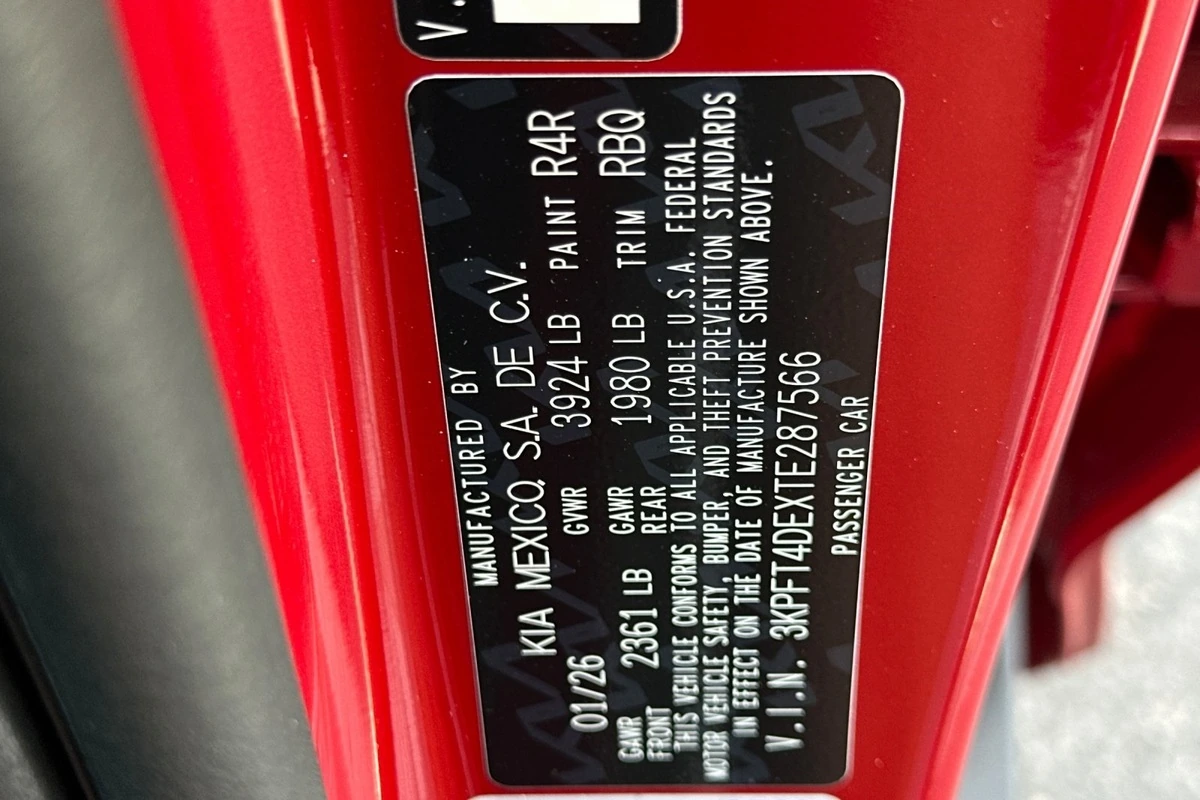 V.
MANUFACTURED BY
KIA MEXICO, S.A. DE C.V.
01/26 GVWR 3924 LB PAINT R4R
GAWR FRONT 2361 LB GAWR REAR 1980 LB TRIM RBQ
THIS VEHICLE CONFORMS TO ALL APPLICABLE U.S.A. FEDERAL
MOTOR VEHICLE SAFETY, BUMPER, AND THEFT PREVENTION STANDARDS
IN EFFECT ON THE DATE OF MANUFACTURE SHOWN ABOVE.
V.I.N. 3KPFT4DEXTE287566
PASSENGER CAR